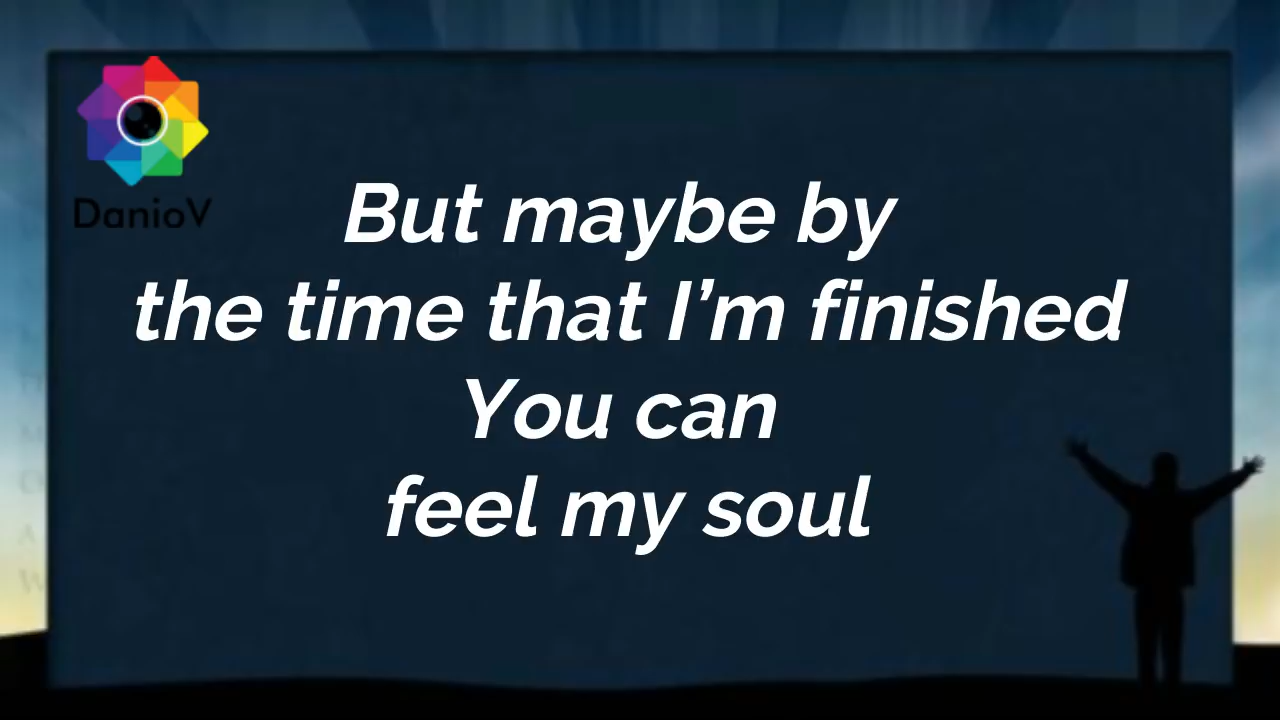 DanioV
But maybe by
the time that I’m finished
You can
feel my soul